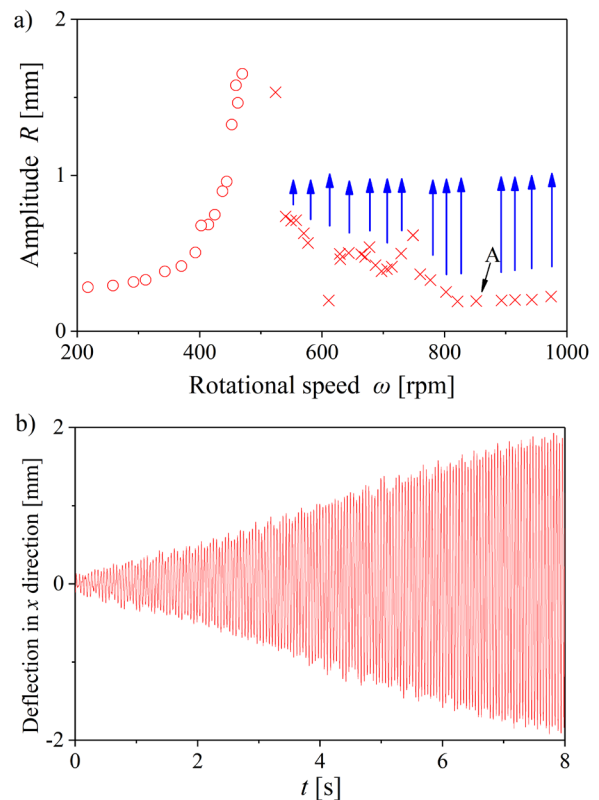 a)
2
1
0
Amplitude R [mm]
A
200 400 600 800 1000
Rotational speed ω [rpm]
b)
2
0
-2
Deflection in x direction [mm]
0 2 4 6 8
t [s]